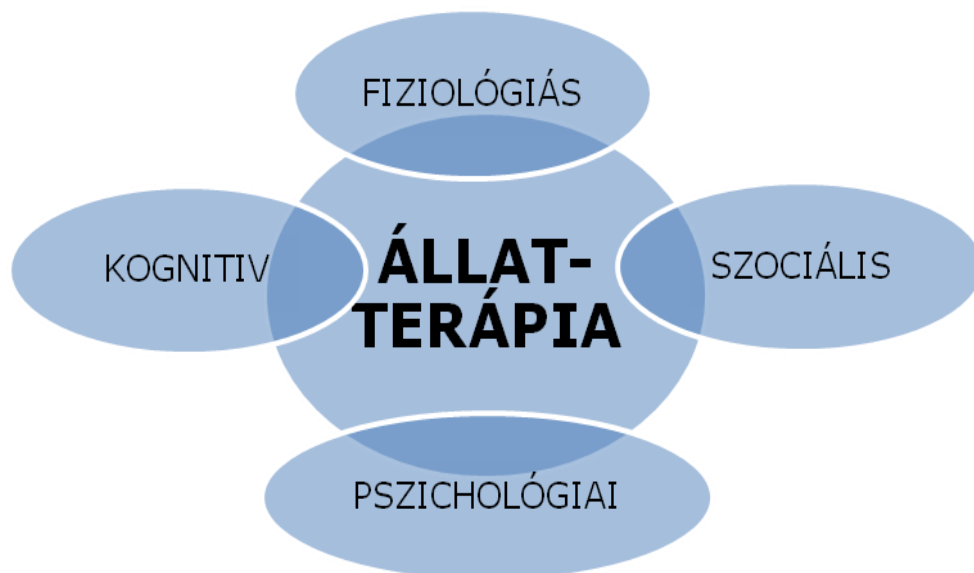 FIZIOLÓGIÁS
KOGNITIV
ÁLLAT-
TERÁPIA
SZOCIÁLIS
PSZICHOLÓGIAI